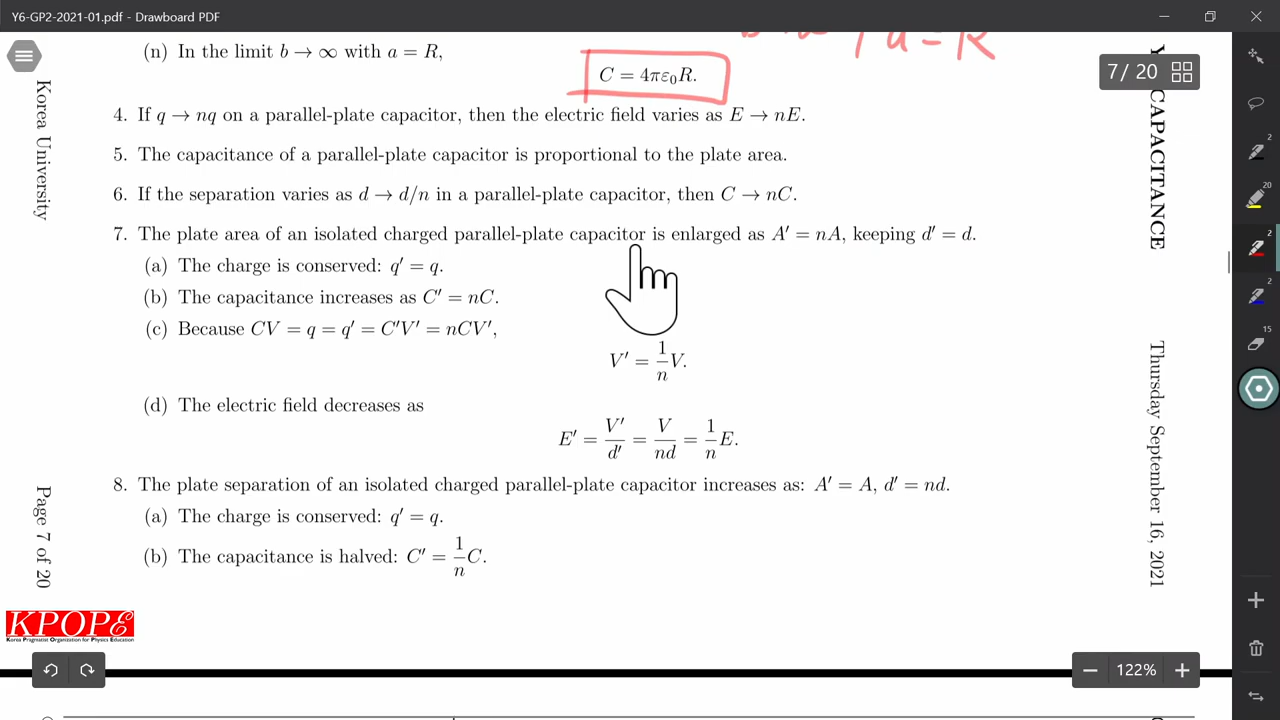 Y6-GP2-2021-01.pdf - Drawboard PDF
(n) In the limit b → ∞ with a = R,
a = R
C = 4πε₀R.
7 / 20
4. If q → nq on a parallel-plate capacitor, then the electric field varies as E → nE.
5. The capacitance of a parallel-plate capacitor is proportional to the plate area.
6. If the separation varies as d → d/n in a parallel-plate capacitor, then C → nC.
7. The plate area of an isolated charged parallel-plate capacitor is enlarged as A′ = nA, keeping d′ = d.
(a) The charge is conserved: q′ = q.
(b) The capacitance increases as C′ = nC.
(c) Because CV = q = q′ = C′V′ = nCV′,
V′ = 1/n V.
(d) The electric field decreases as
E′ = V′/d′ = V/nd = 1/n E.
8. The plate separation of an isolated charged parallel-plate capacitor increases as: A′ = A, d′ = nd.
(a) The charge is conserved: q′ = q.
(b) The capacitance is halved: C′ = 1/n C.
Korea University
Page 7 of 20
CAPACITANCE
Thursday September 16, 2021
KPOPE
Korea Pragmatist Organization for Physics Education
122%
2
20
2
2
15